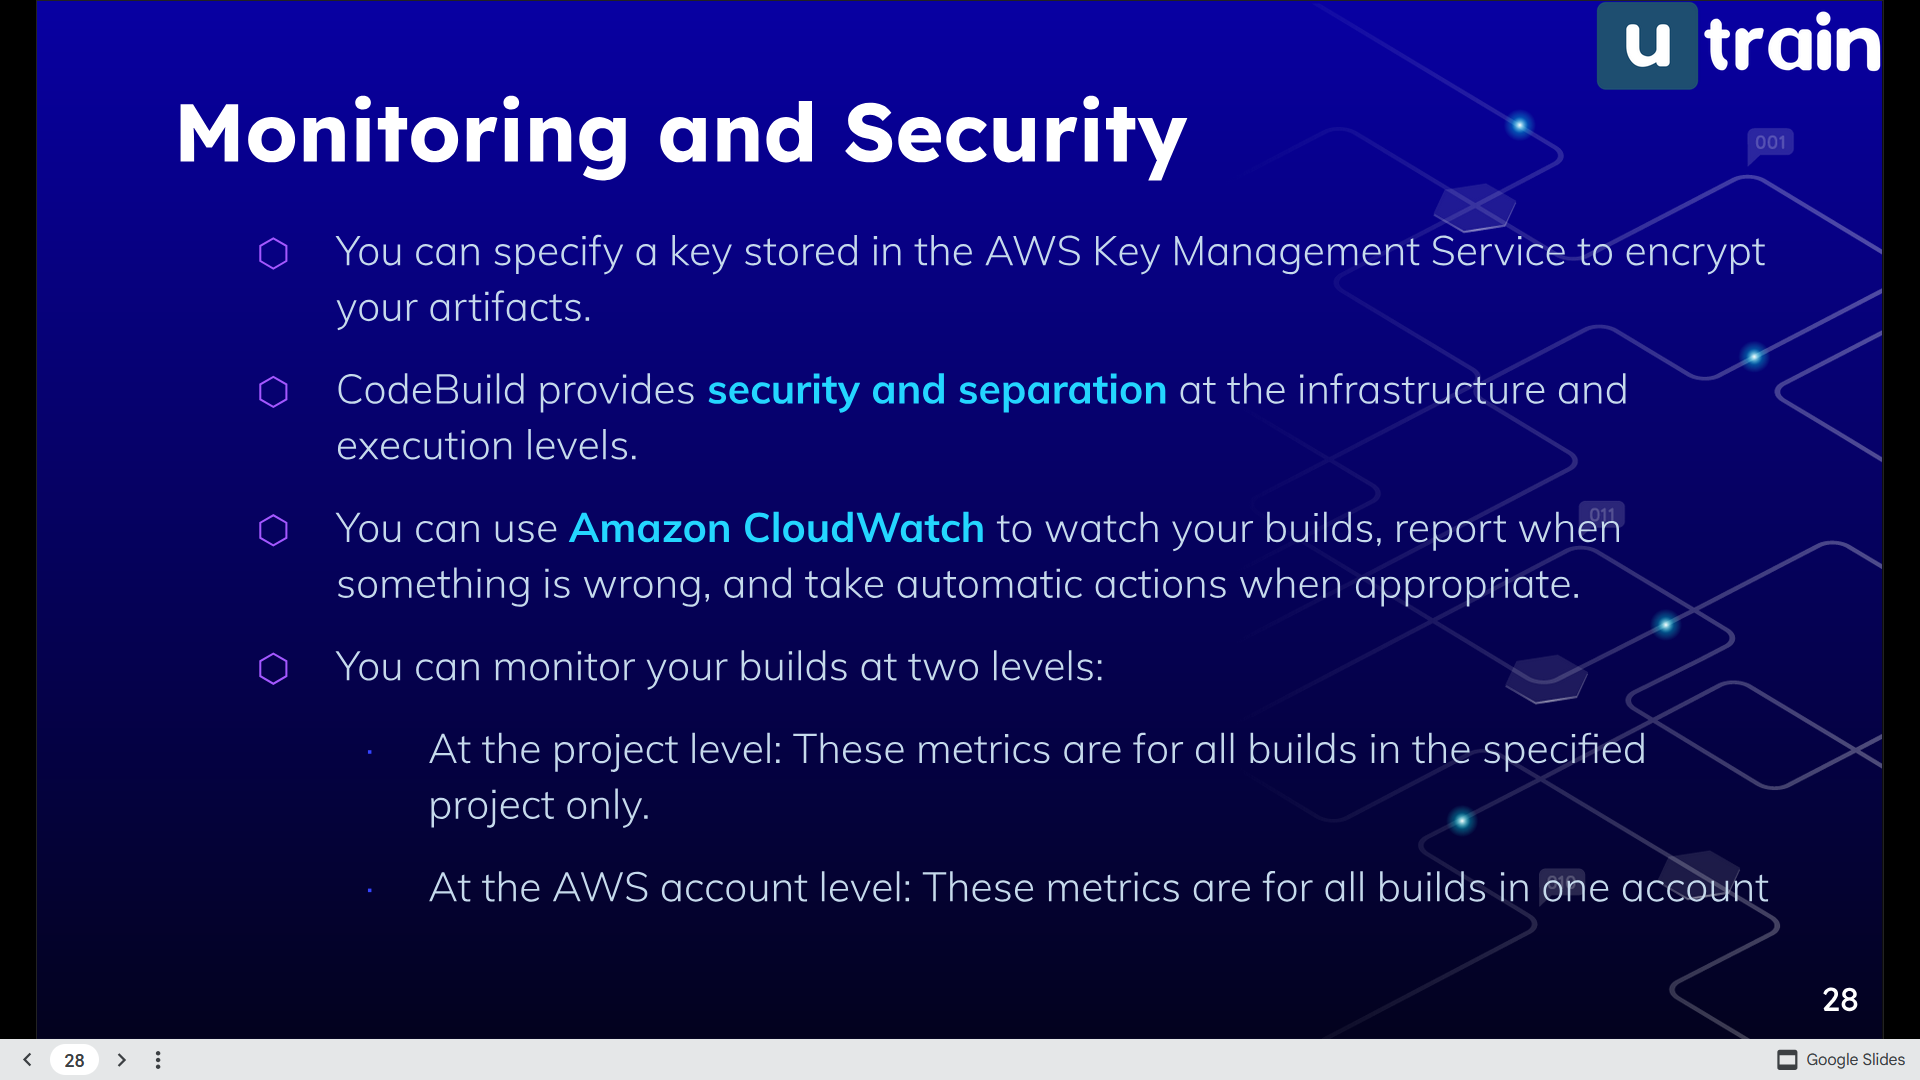 u train
Monitoring and Security
001
You can specify a key stored in the AWS Key Management Service to encrypt
your artifacts.
CodeBuild provides security and separation at the infrastructure and
execution levels.
011
You can use Amazon CloudWatch to watch your builds, report when
something is wrong, and take automatic actions when appropriate.
You can monitor your builds at two levels:
At the project level: These metrics are for all builds in the specified
project only.
At the AWS account level: These metrics are for all builds in one account
28
28
Google Slides